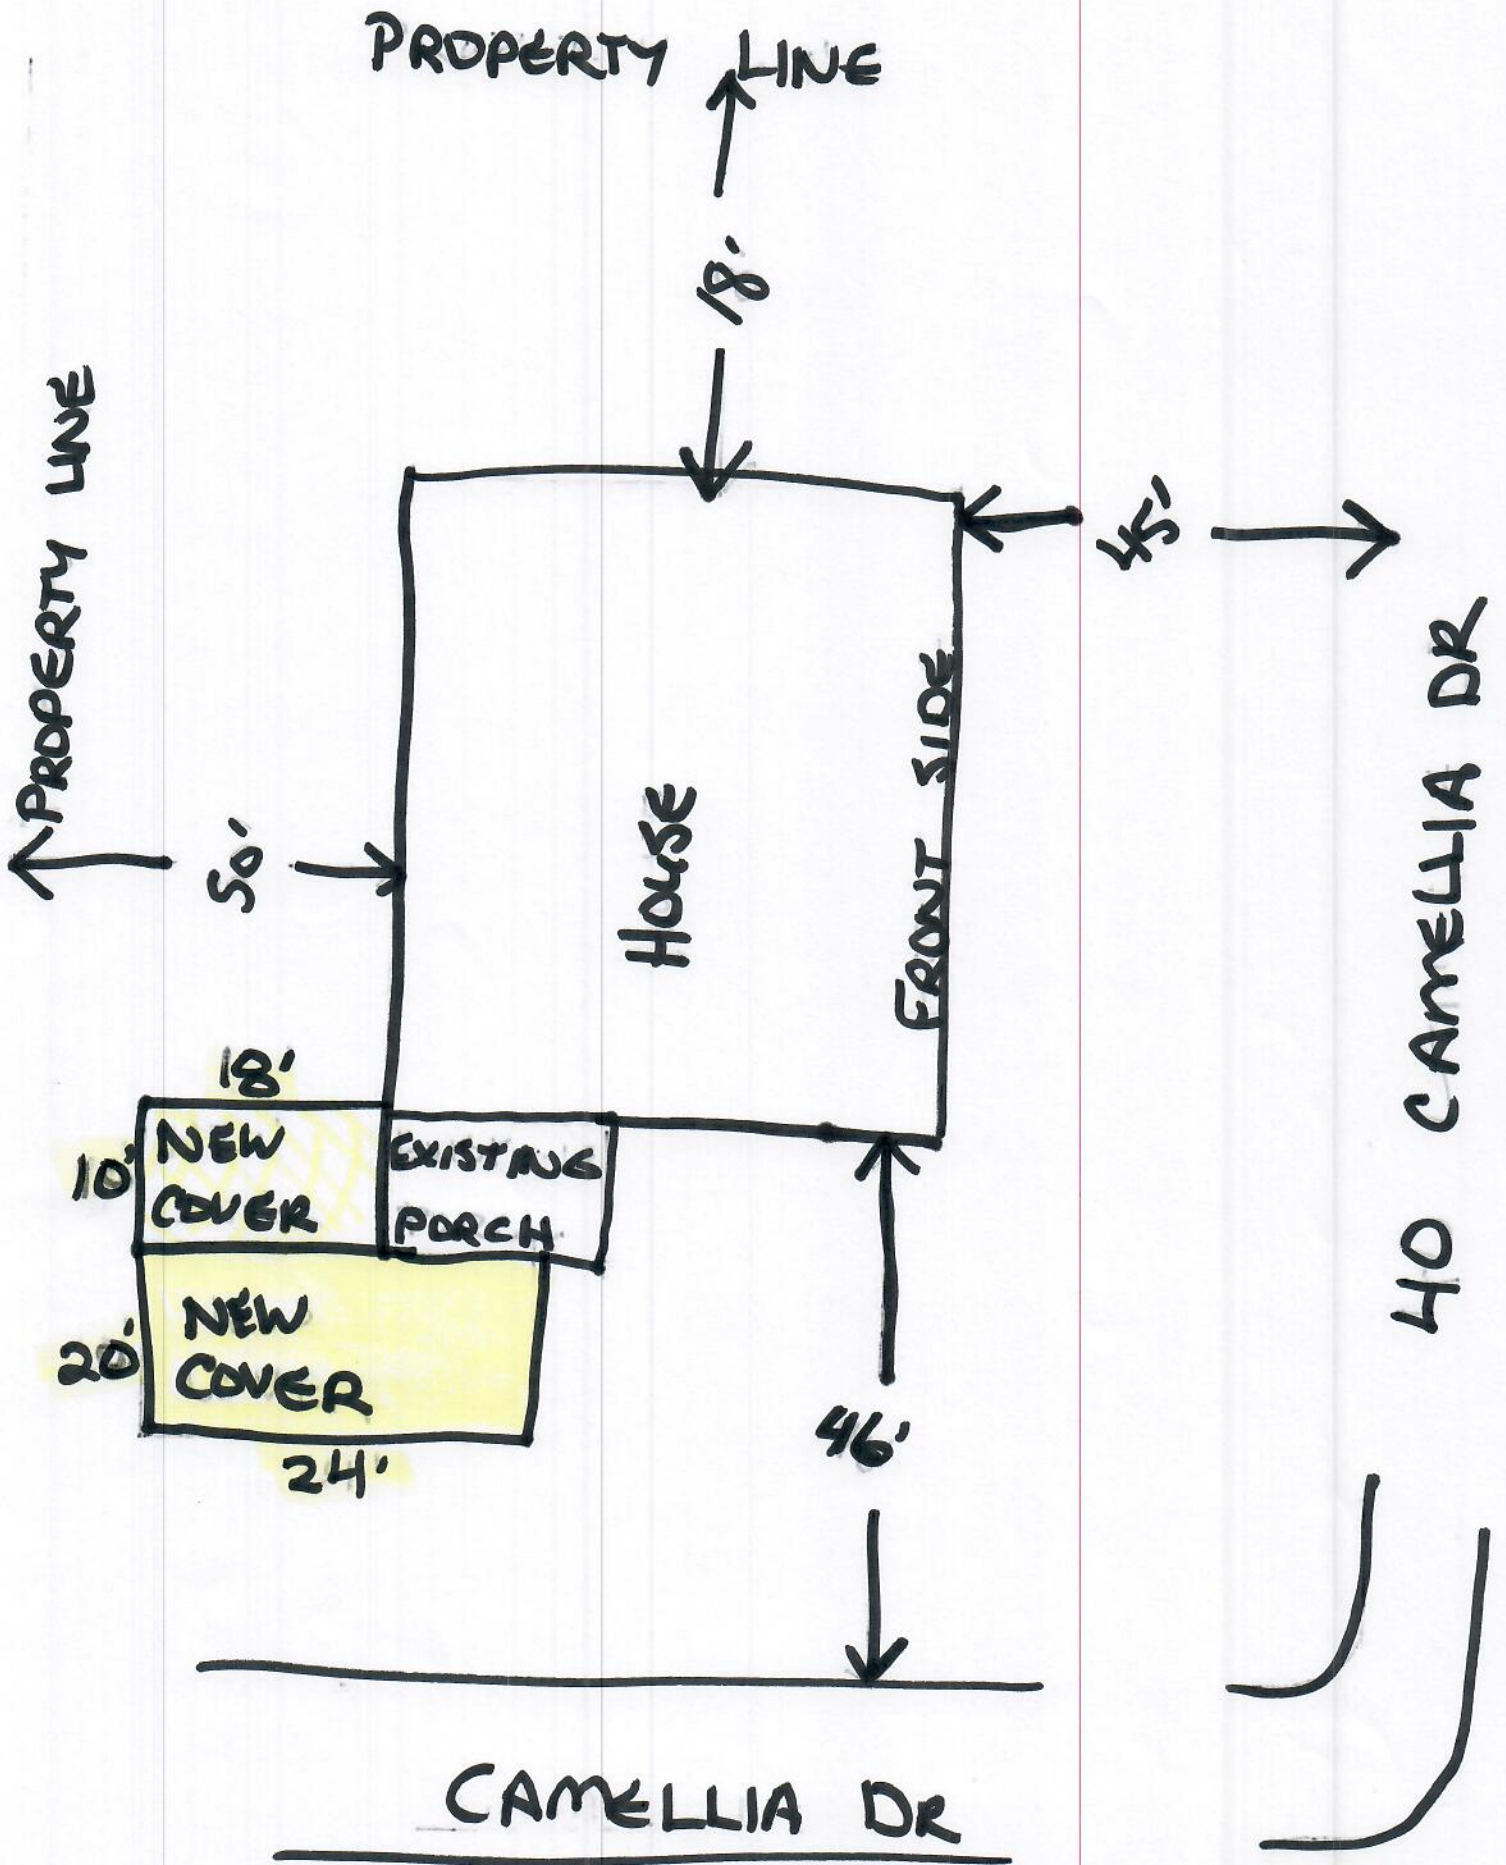 PROPERTY LINE
18'
PROPERTY LINE
45'
50'
HOUSE
FRONT SIDE
40 CAMELLIA DR
18'
10'
NEW
COVER
EXISTING
PORCH
20'
NEW
COVER
24'
46'
CAMELLIA DR